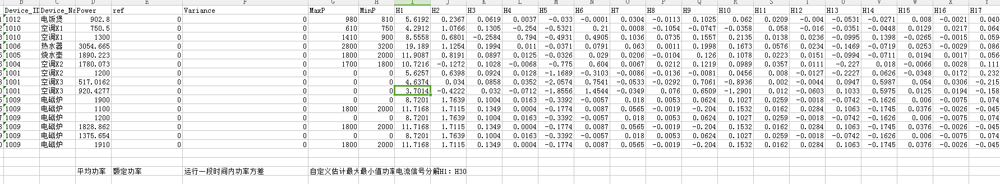 B C D E F G H I J K L M N O P Q R S T U V W X Y
Device_ID Device_Na Power ref Variance MaxP MinP H1 H2 H3 H4 H5 H6 H7 H8 H9 H10 H11 H12 H13 H14 H15 H16 H17
1012 电饭煲 902.8 0 0 980 810 5.6192 0.2367 0.0619 0.0037 -0.033 -0.0001 0.0304 -0.0113 0.1025 0.062 0.0209 -0.004 -0.0531 -0.0271 0.008 -0.0021 0.040
1010 空调X1 750.5 0 0 610 750 4.2912 1.0766 0.1305 -0.254 -0.5321 0.21 0.0008 -0.1054 -0.0747 -0.0358 0.058 -0.016 -0.0351 -0.0448 0.0129 0.0217 0.064
1010 空调X1 1300 0 0 1410 900 8.5558 0.6801 -0.2584 0.794 -0.4931 0.4905 0.1036 0.0735 0.1557 0.2135 0.0138 0.0236 -0.0995 0.1398 -0.0265 -0.0015 0.059
1006 热水器 3054.665 0 0 2800 3200 19.189 1.1254 0.1994 0.011 -0.0371 0.0791 0.063 0.0011 0.1998 0.1673 0.0576 0.0234 -0.1469 -0.0719 0.0253 -0.0029 0.086
1005 烧水壶 1890.223 0 0 1800 2000 11.9087 0.8191 0.0897 0.0125 -0.0326 0.029 0.0206 -0.0104 0.126 0.1078 0.0223 0.0151 -0.0994 -0.0711 0.0194 0.0017 0.056
1004 空调X2 1780.073 0 0 1700 1800 10.7216 -0.1272 0.1028 -0.0068 -0.775 0.604 0.0067 0.0212 0.1219 0.0989 0.0357 0.0111 -0.227 0.018 -0.0066 0.0028 0.111
1001 空调X2 1200 0 0 0 0 5.6257 0.6398 0.0924 0.0128 -1.1689 -0.3103 -0.0086 -0.0136 -0.0081 0.0456 0.008 -0.0127 -0.2227 0.0626 -0.0348 0.0172 0.232
1001 空调X3 517.0162 0 0 0 0 4.6374 0.034 0.0858 0.0352 -2.0574 0.7541 -0.0533 -0.0292 0.7061 -0.8936 0.002 -0.0044 0.0947 0.5987 0.054 0.0306 -0.215
1001 空调X3 920.4277 0 0 0 0 3.7014 -0.4222 0.032 -0.0712 -1.8556 1.4544 -0.0349 0.076 0.6509 -1.2901 0.012 -0.0603 0.1033 0.5975 0.0125 0.0194 -0.158
1009 电磁炉 1900 0 0 0 0 8.7201 1.7639 0.1004 0.0163 -0.3392 -0.0057 0.018 0.0053 0.0624 0.1027 0.0259 -0.0018 -0.0742 -0.1626 0.006 -0.0075 0.074
1009 电磁炉 1100 0 0 1800 2000 11.7168 1.7115 0.1349 0.0004 -0.1774 0.0087 0.0565 -0.0019 -0.204 0.1532 0.0162 0.0284 0.1063 -0.1745 0.0376 -0.0026 -0.045
1009 电磁炉 1200 0 0 0 0 8.7201 1.7639 0.1004 0.0163 -0.3392 -0.0057 0.018 0.0053 0.0624 0.1027 0.0259 -0.0018 -0.0742 -0.1626 0.006 -0.0075 0.074
1009 电磁炉 1828.862 0 0 1800 2000 11.7168 1.7115 0.1349 0.0004 -0.1774 0.0087 0.0565 -0.0019 -0.204 0.1532 0.0162 0.0284 0.1063 -0.1745 0.0376 -0.0026 -0.045
1009 电磁炉 1375.654 0 0 0 0 8.7201 1.7639 0.1004 0.0163 -0.3392 -0.0057 0.018 0.0053 0.0624 0.1027 0.0259 -0.0018 -0.0742 -0.1626 0.006 -0.0075 0.074
1009 电磁炉 1910 0 0 1800 2000 11.7168 1.7115 0.1349 0.0004 -0.1774 0.0087 0.0565 -0.0019 -0.204 0.1532 0.0162 0.0284 0.1063 -0.1745 0.0376 -0.0026 -0.045
平均功率 额定功率 运行一段时间内功率方差 自定义估计最大 最小值功率 电流信号分解H1: H30